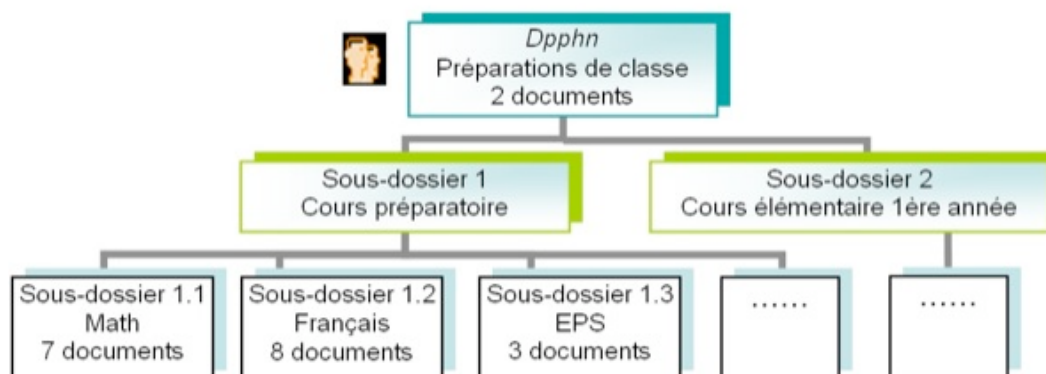 Dpphn
Préparations de classe
2 documents
Sous-dossier 1
Cours préparatoire
Sous-dossier 2
Cours élémentaire 1ère année
Sous-dossier 1.1
Math
7 documents
Sous-dossier 1.2
Français
8 documents
Sous-dossier 1.3
EPS
3 documents
......
......